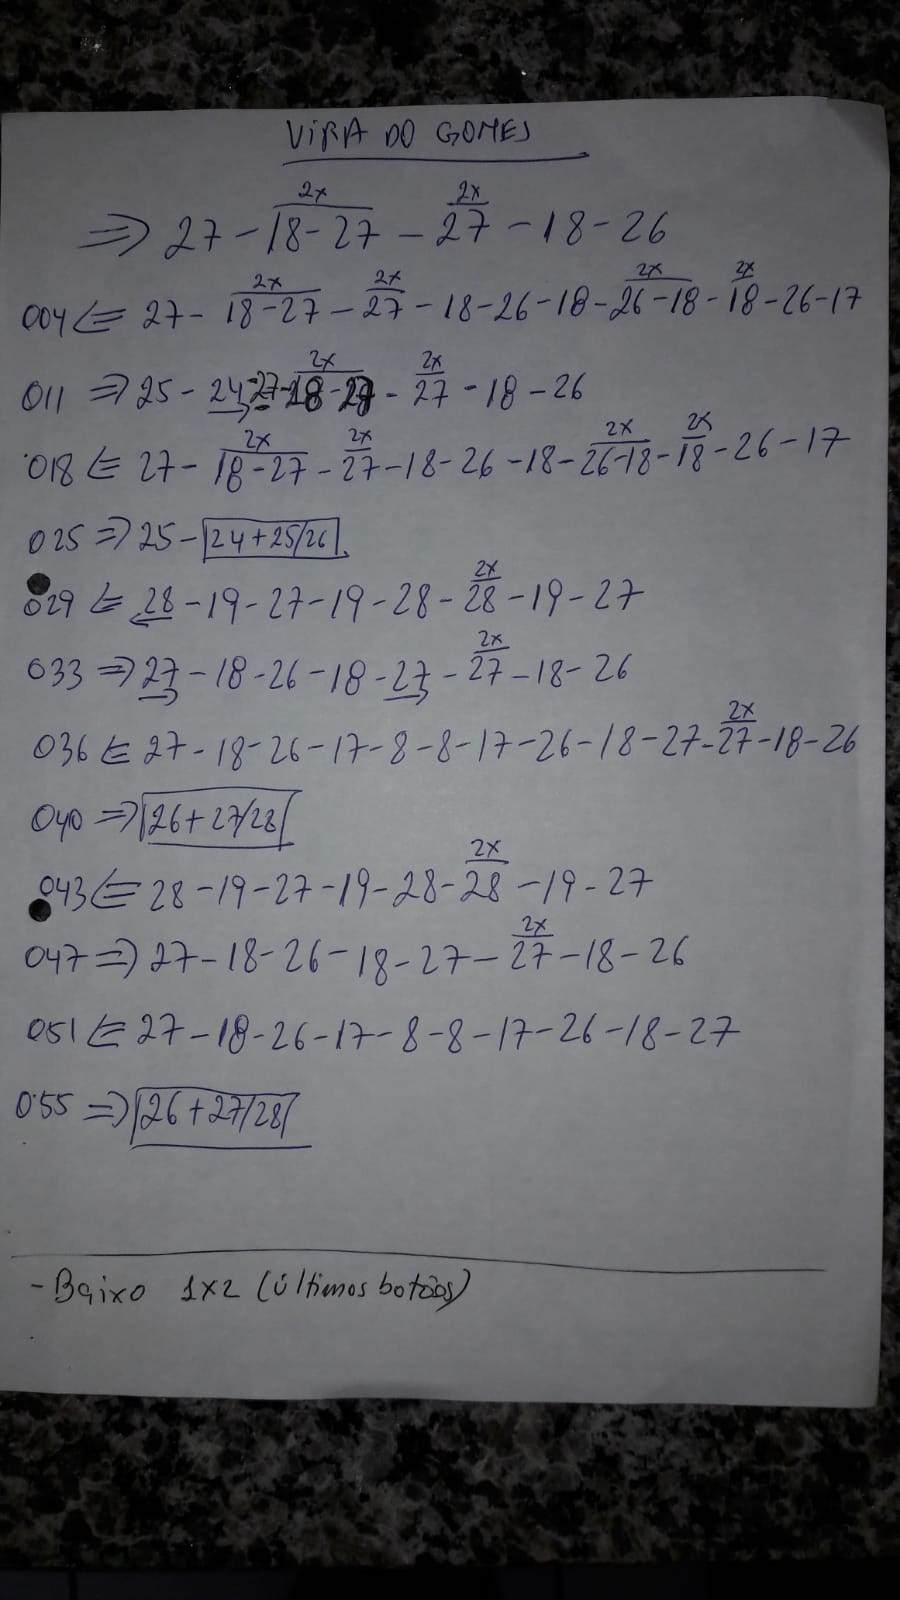 VIRA DO GOMES
2x 2x
⇒ 27 - 18-27 - 27 - 18 - 26
2x 2x 2x 2x
004 ⇐ 27 - 18-27 - 27 - 18 - 26 - 18 - 26-18 - 18 - 26 - 17
2x 2x
011 ⇒ 25 - 24 - 27 - 18 - 27 - 27 - 18 - 26
2x 2x 2x 2x
018 ⇐ 27 - 18-27 - 27 - 18 - 26 - 18 - 26-18 - 18 - 26 - 17
025 ⇒ 25 - 24+25/26
2x
029 ⇐ 28 - 19 - 27 - 19 - 28 - 28 - 19 - 27
2x
033 ⇒ 27 - 18 - 26 - 18 - 27 - 27 - 18 - 26
2x
036 ⇐ 27 - 18 - 26 - 17 - 8 - 8 - 17 - 26 - 18 - 27 - 27 - 18 - 26
040 ⇒ 26+27/28
2x
043 ⇐ 28 - 19 - 27 - 19 - 28 - 28 - 19 - 27
2x
047 ⇒ 27 - 18 - 26 - 18 - 27 - 27 - 18 - 26
051 ⇐ 27 - 18 - 26 - 17 - 8 - 8 - 17 - 26 - 18 - 27
055 ⇒ 26+27/28
- Baixo 1x2 (Últimos botões)